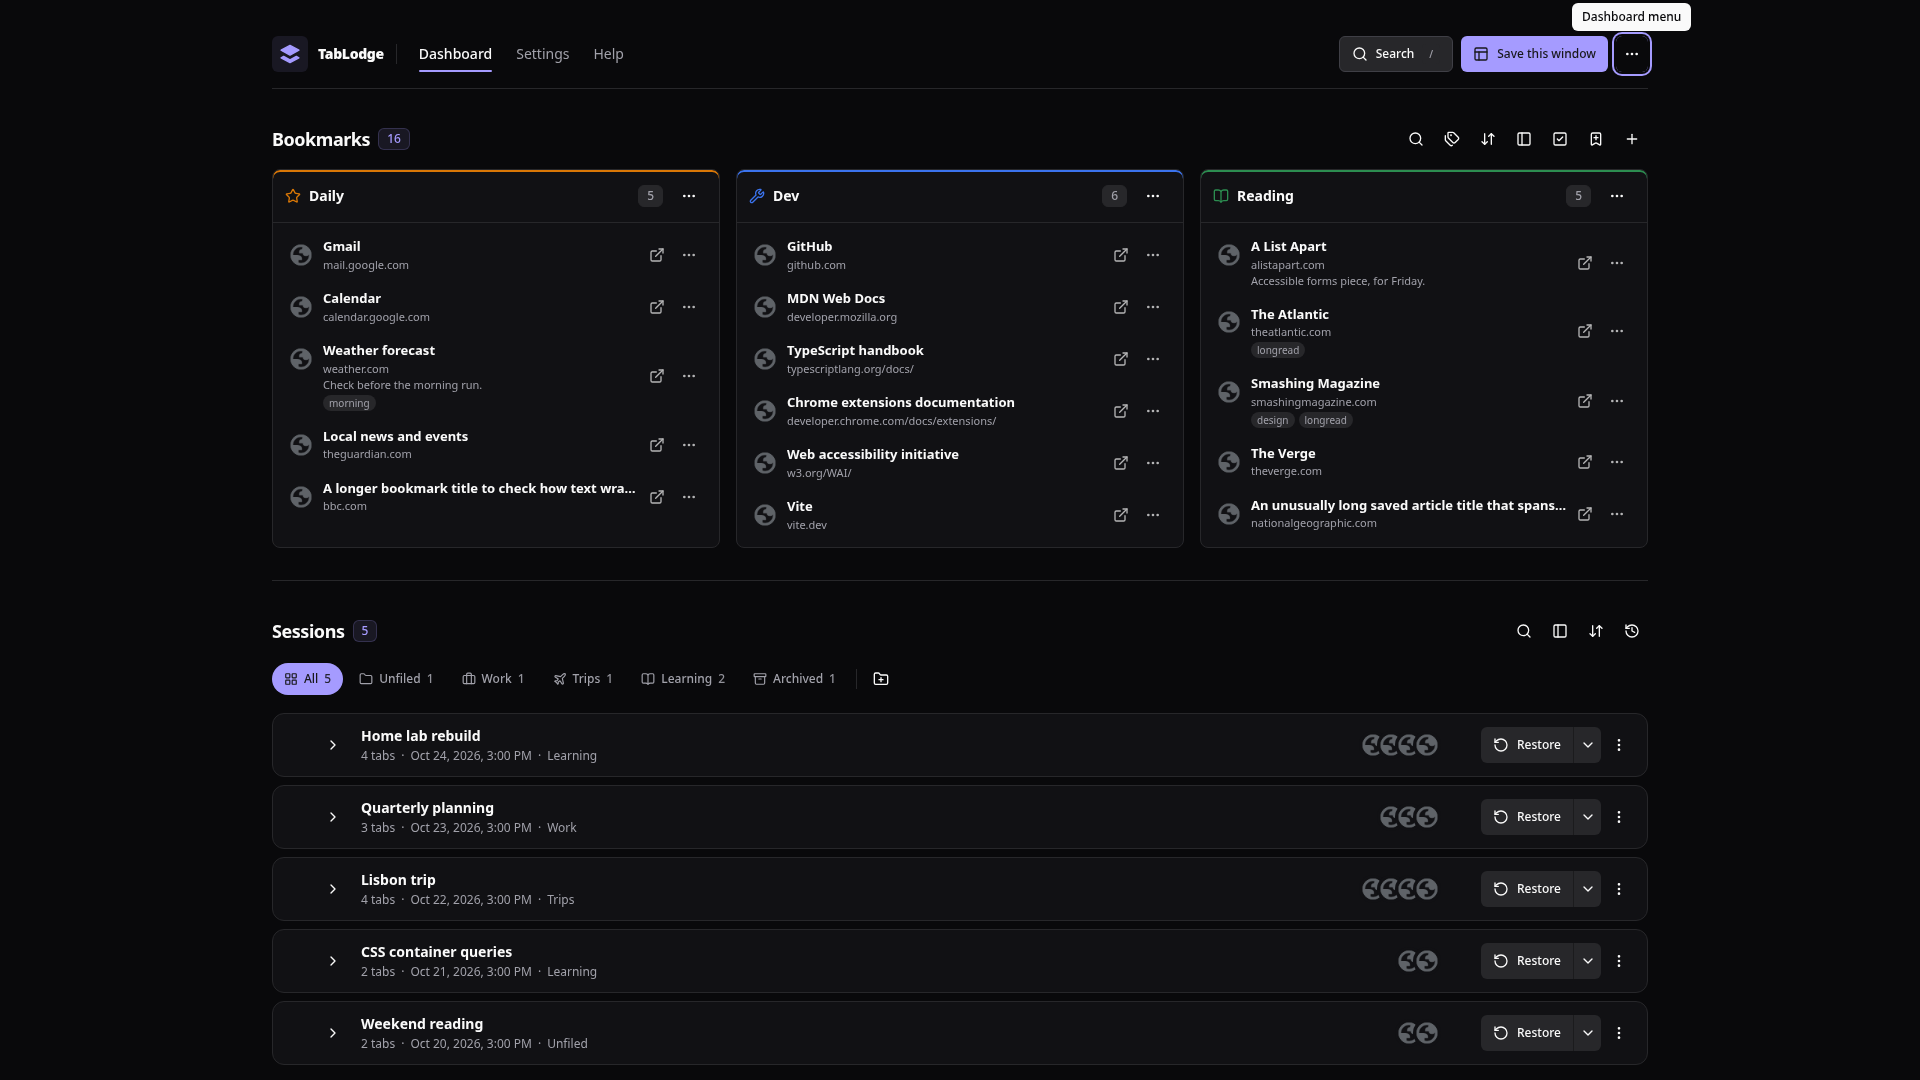 Dashboard menu
TabLodge
Dashboard
Settings
Help
Search /
Save this window
Bookmarks 16
Daily 5
Gmail
mail.google.com
Calendar
calendar.google.com
Weather forecast
weather.com
Check before the morning run.
morning
Local news and events
theguardian.com
A longer bookmark title to check how text wra...
bbc.com
Dev 6
GitHub
github.com
MDN Web Docs
developer.mozilla.org
TypeScript handbook
typescriptlang.org/docs/
Chrome extensions documentation
developer.chrome.com/docs/extensions/
Web accessibility initiative
w3.org/WAI/
Vite
vite.dev
Reading 5
A List Apart
alistapart.com
Accessible forms piece, for Friday.
The Atlantic
theatlantic.com
longread
Smashing Magazine
smashingmagazine.com
design longread
The Verge
theverge.com
An unusually long saved article title that spans...
nationalgeographic.com
Sessions 5
All 5
Unfiled 1
Work 1
Trips 1
Learning 2
Archived 1
Home lab rebuild
4 tabs · Oct 24, 2026, 3:00 PM · Learning
Restore
Quarterly planning
3 tabs · Oct 23, 2026, 3:00 PM · Work
Restore
Lisbon trip
4 tabs · Oct 22, 2026, 3:00 PM · Trips
Restore
CSS container queries
2 tabs · Oct 21, 2026, 3:00 PM · Learning
Restore
Weekend reading
2 tabs · Oct 20, 2026, 3:00 PM · Unfiled
Restore